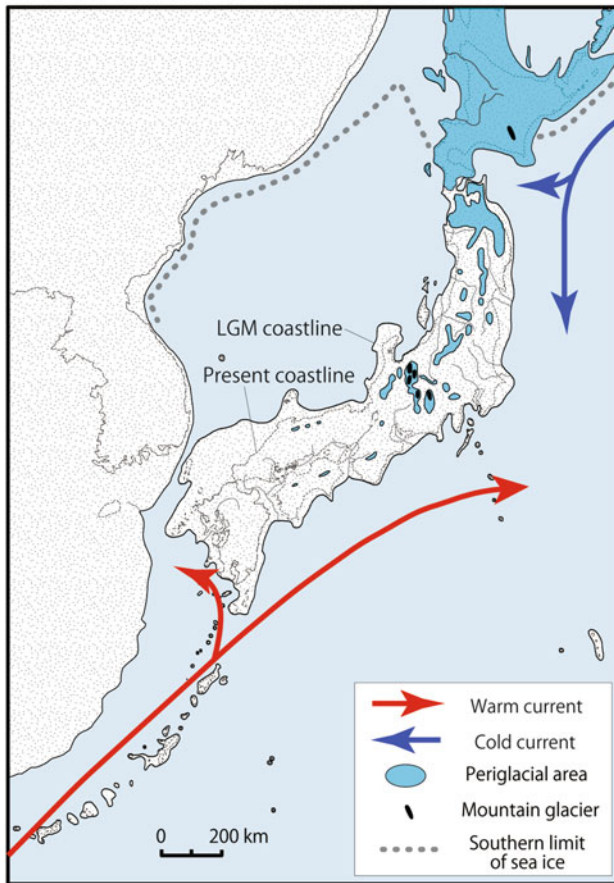 LGM coastline
Present coastline
Warm current
Cold current
Periglacial area
Mountain glacier
Southern limit
of sea ice
0 200 km